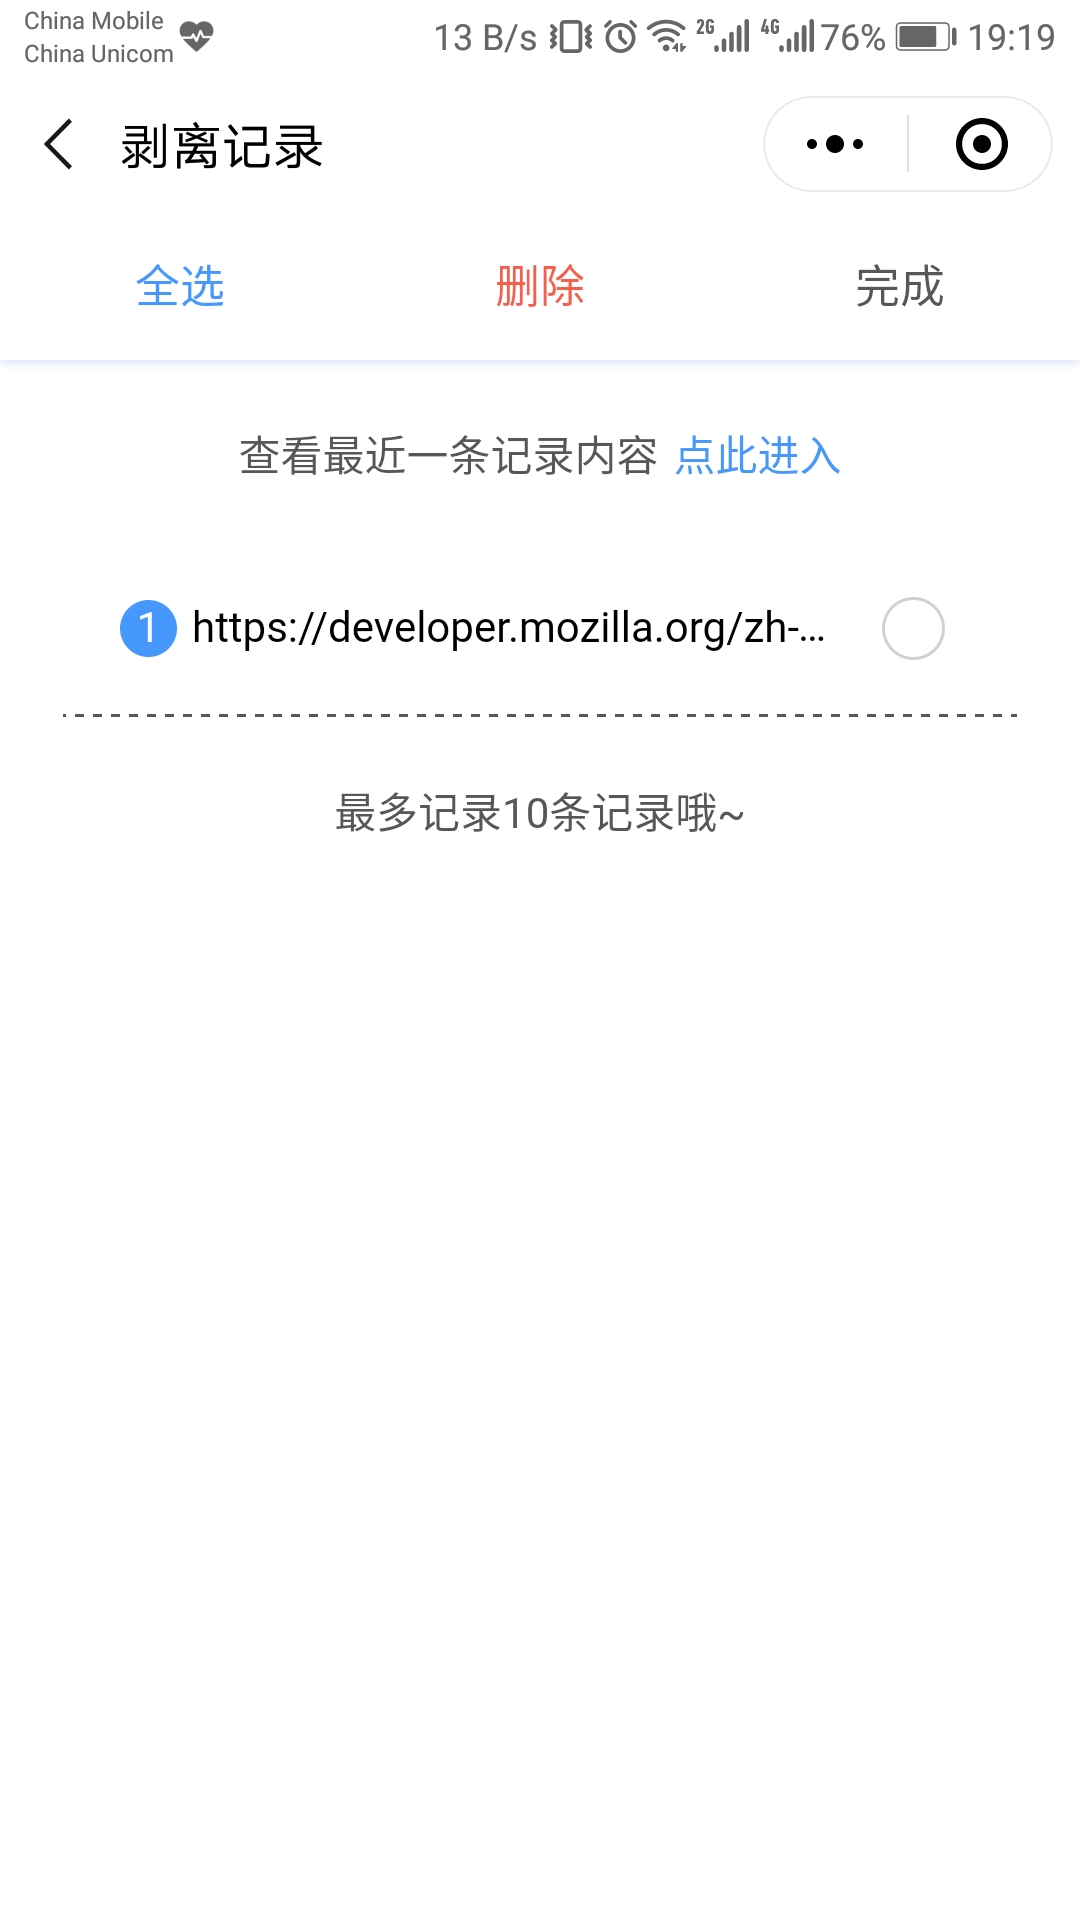 China Mobile
China Unicom
13 B/s 2G 4G 76% 19:19
剥离记录
全选 删除 完成
查看最近一条记录内容 点此进入
1 https://developer.mozilla.org/zh-...
最多记录10条记录哦~